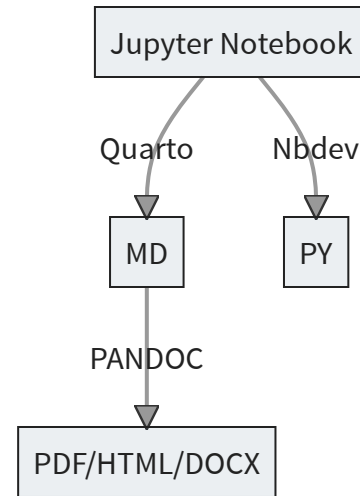 Jupyter Notebook
Quarto
Nbdev
MD
PY
PANDOC
PDF/HTML/DOCX